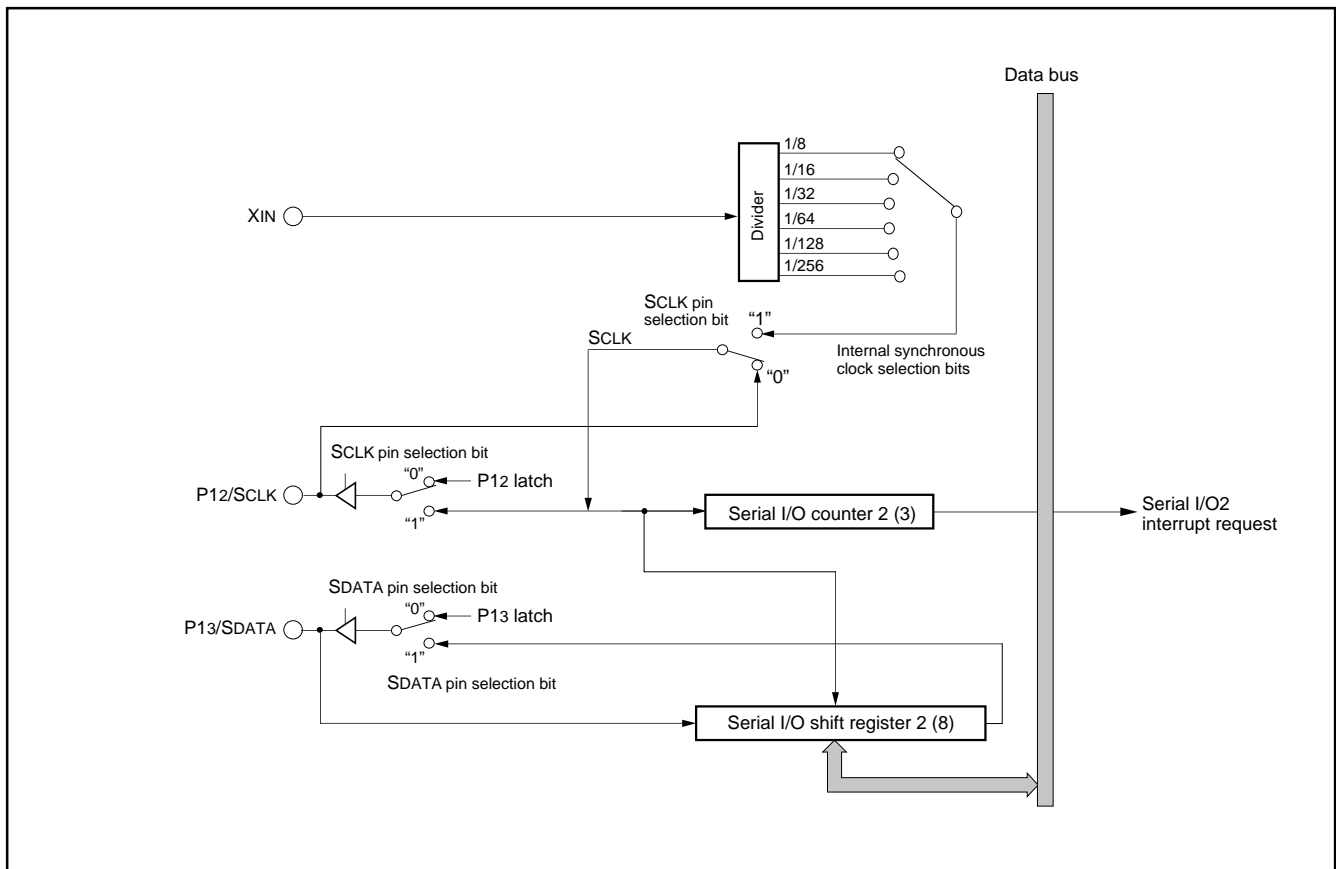 Data bus
1/8
1/16
1/32
1/64
1/128
1/256
Divider
XIN
SCLK pin
selection bit
“1”
SCLK
“0”
Internal synchronous
clock selection bits
SCLK pin selection bit
“0”
P12 latch
P12/SCLK
“1”
Serial I/O counter 2 (3)
Serial I/O2
interrupt request
SDATA pin selection bit
“0”
P13 latch
P13/SDATA
“1”
SDATA pin selection bit
Serial I/O shift register 2 (8)